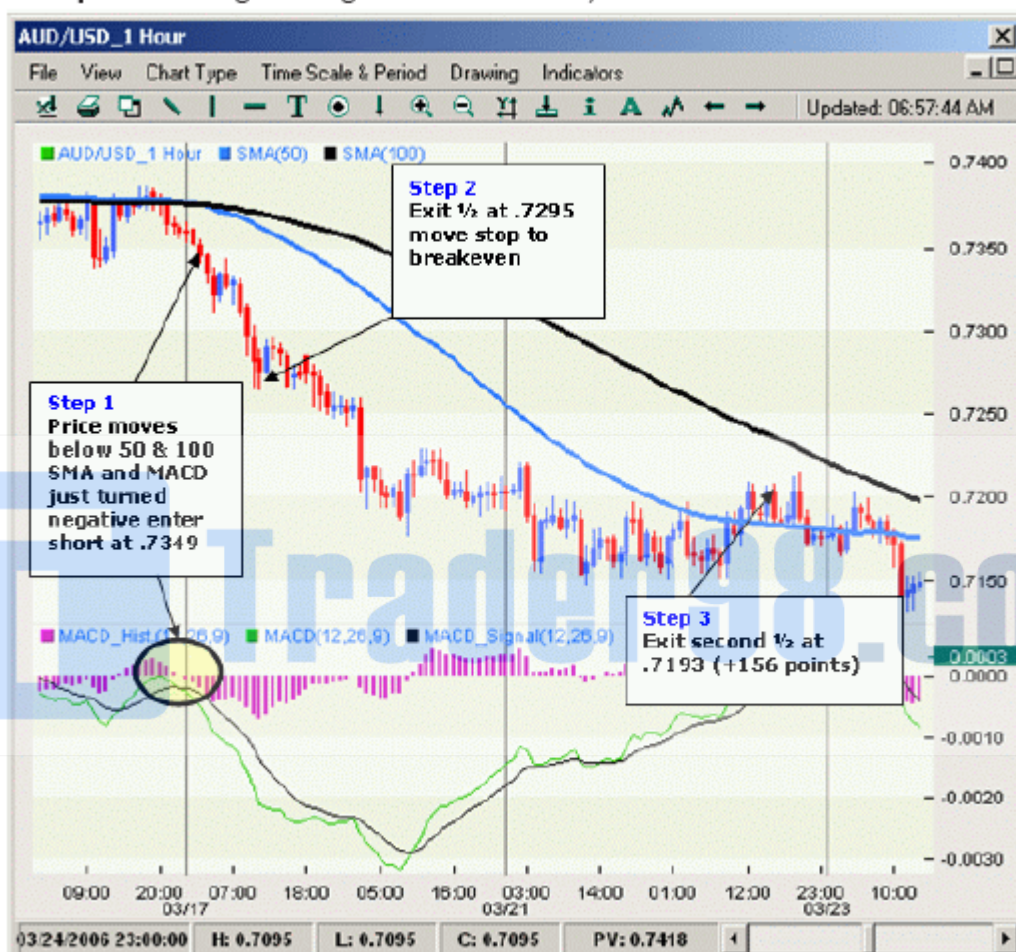 AUD/USD_1 Hour
File View Chart Type Time Scale & Period Drawing Indicators
T i A Updated: 06:57:44 AM
AUD/USD_1 Hour SMA(50) SMA(100)
0.7400
Step 2
Exit ½ at .7295
move stop to
breakeven
0.7350
0.7300
Step 1
Price moves
below 50 & 100
SMA and MACD
just turned
negative enter
short at .7349
0.7250
0.7200
Trader98.co
0.7150
MACD_Hist.(12,26,9) MACD(12,26,9) MACD_Signal(12,26,9)
Step 3
Exit second ½ at
.7193 (+156 points)
0.0003
0.0000
-0.0010
-0.0020
-0.0030
09:00 20:00 07:00 18:00 05:00 16:00 03:00 14:00 01:00 12:00 23:00 10:00
03/17 03/21 03/23
03/24/2006 23:00:00 H: 0.7095 L: 0.7095 C: 0.7095 PV: 0.7418